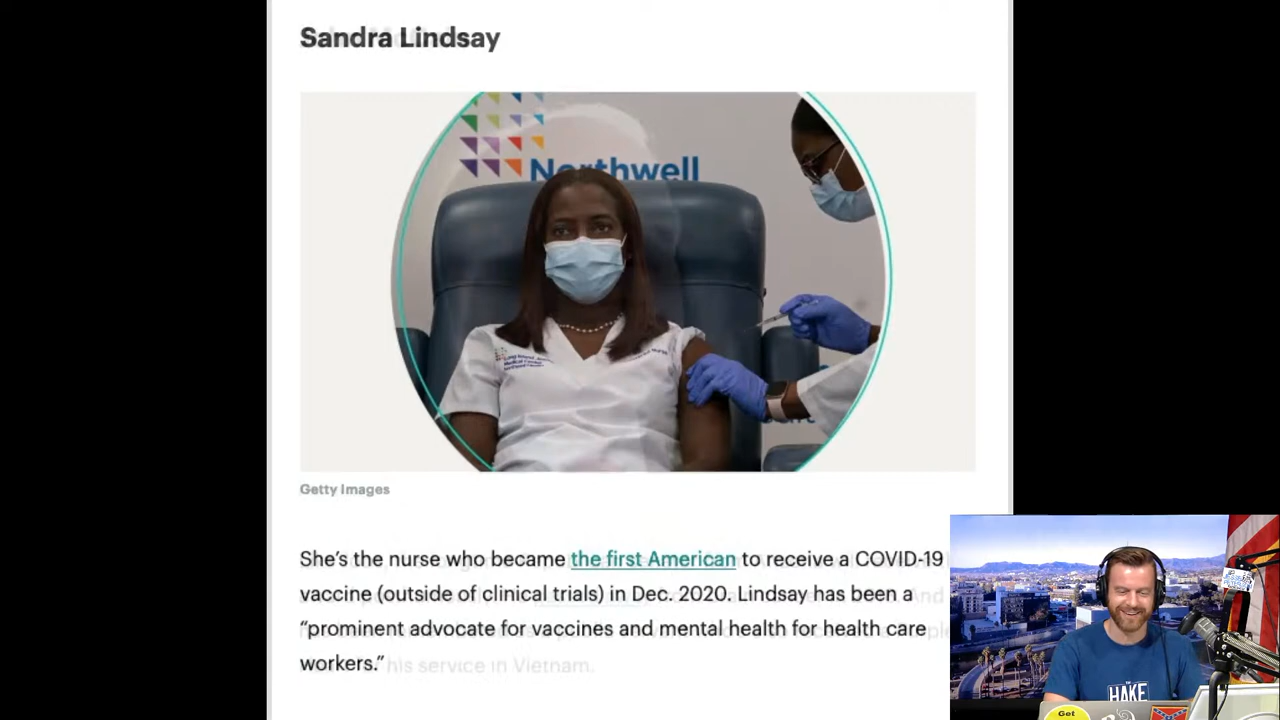 Sandra Lindsay
Northwell
Getty Images
She's the nurse who became the first American to receive a COVID-19
vaccine (outside of clinical trials) in Dec. 2020. Lindsay has been a
“prominent advocate for vaccines and mental health for health care
workers.” his service in Vietnam.
HAKE
Get